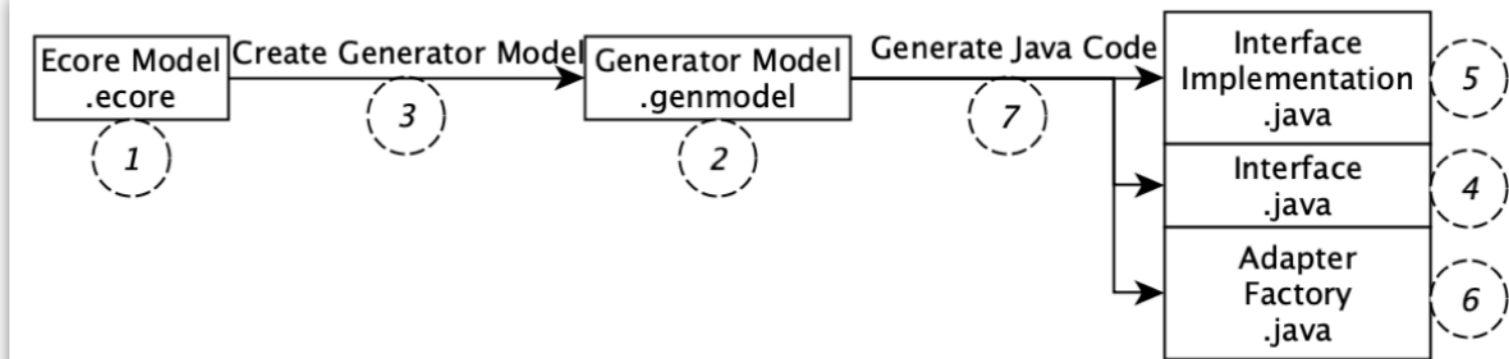 Ecore Model
.ecore
1
Create Generator Model
3
Generator Model
.genmodel
2
Generate Java Code
7
Interface
Implementation
.java
5
Interface
.java
4
Adapter
Factory
.java
6